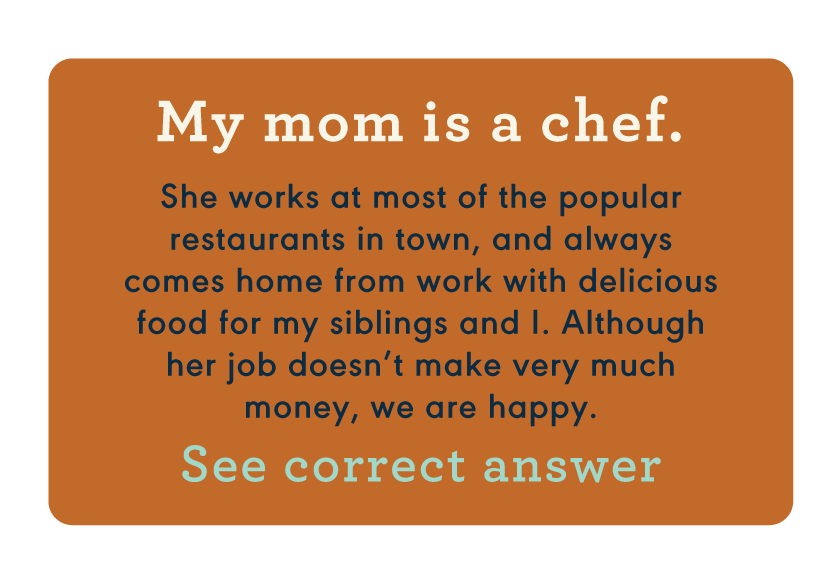 My mom is a chef.
She works at most of the popular
restaurants in town, and always
comes home from work with delicious
food for my siblings and I. Although
her job doesn’t make very much
money, we are happy.
See correct answer